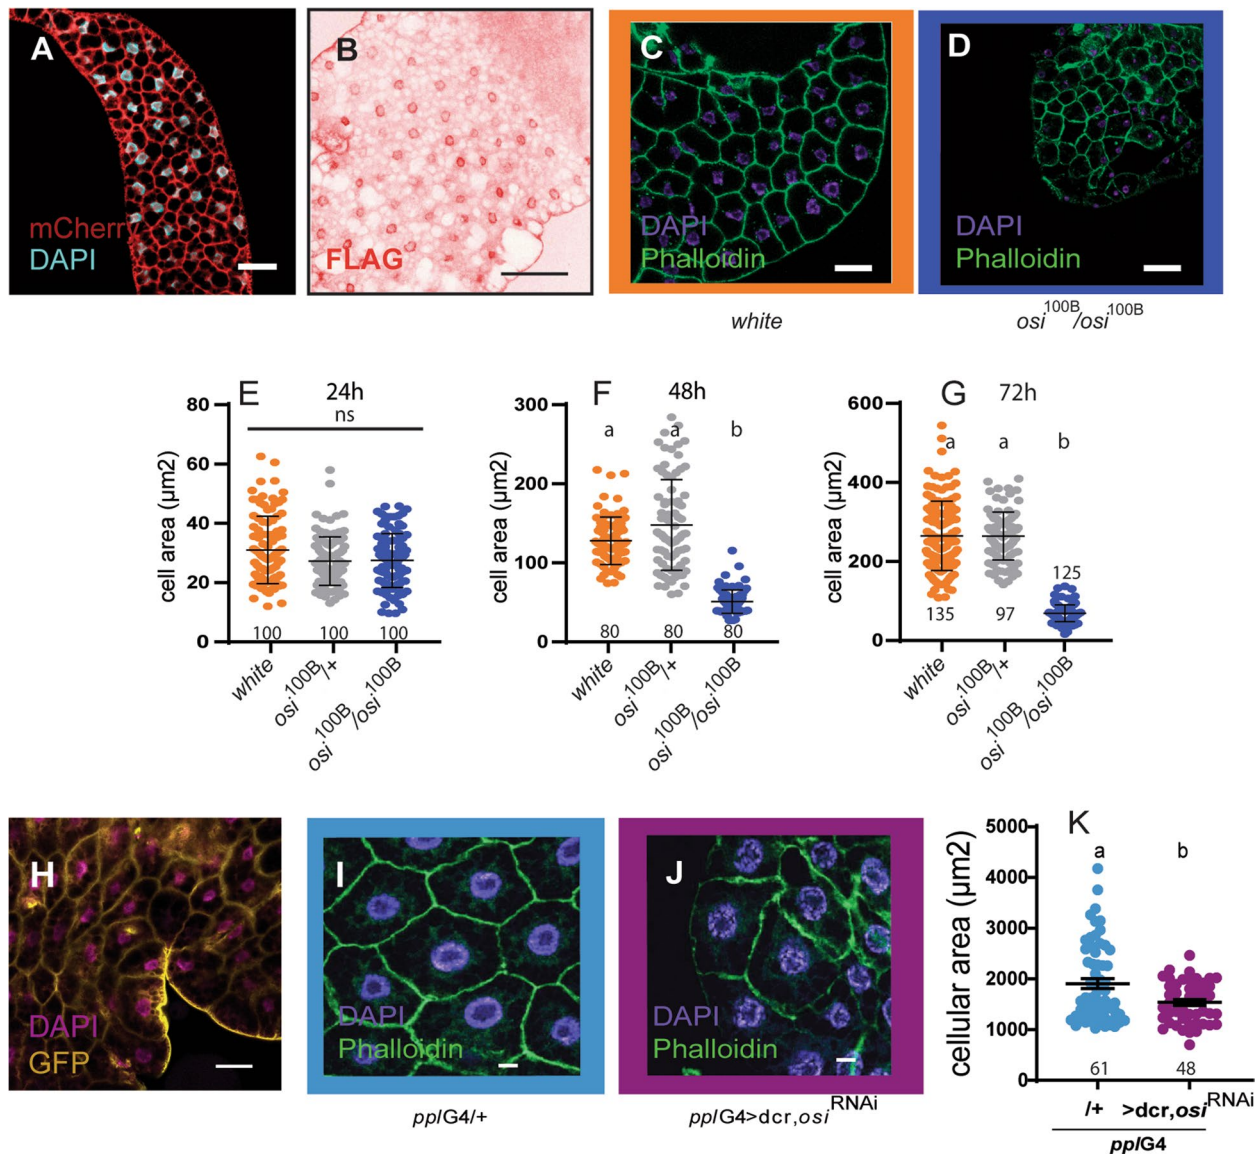 A
mCherry
DAPI
B
FLAG
C
DAPI
Phalloidin
D
DAPI
Phalloidin
white
osi100B/osi100B
E
24h
ns
cell area (µm2)
80
60
40
20
0
100
100
100
white
osi100B/+
osi100B/osi100B
F
48h
a
a
b
cell area (µm2)
300
200
100
0
80
80
80
white
osi100B/+
osi100B/osi100B
G
72h
a
a
b
cell area (µm2)
600
400
200
0
135
97
125
white
osi100B/+
osi100B/osi100B
H
DAPI
GFP
I
DAPI
Phalloidin
pplG4/+
J
DAPI
Phalloidin
pplG4>dcr,osiRNAi
K
a
b
cellular area (µm2)
5000
4000
3000
2000
1000
0
61
48
/+
>dcr,osiRNAi
pplG4